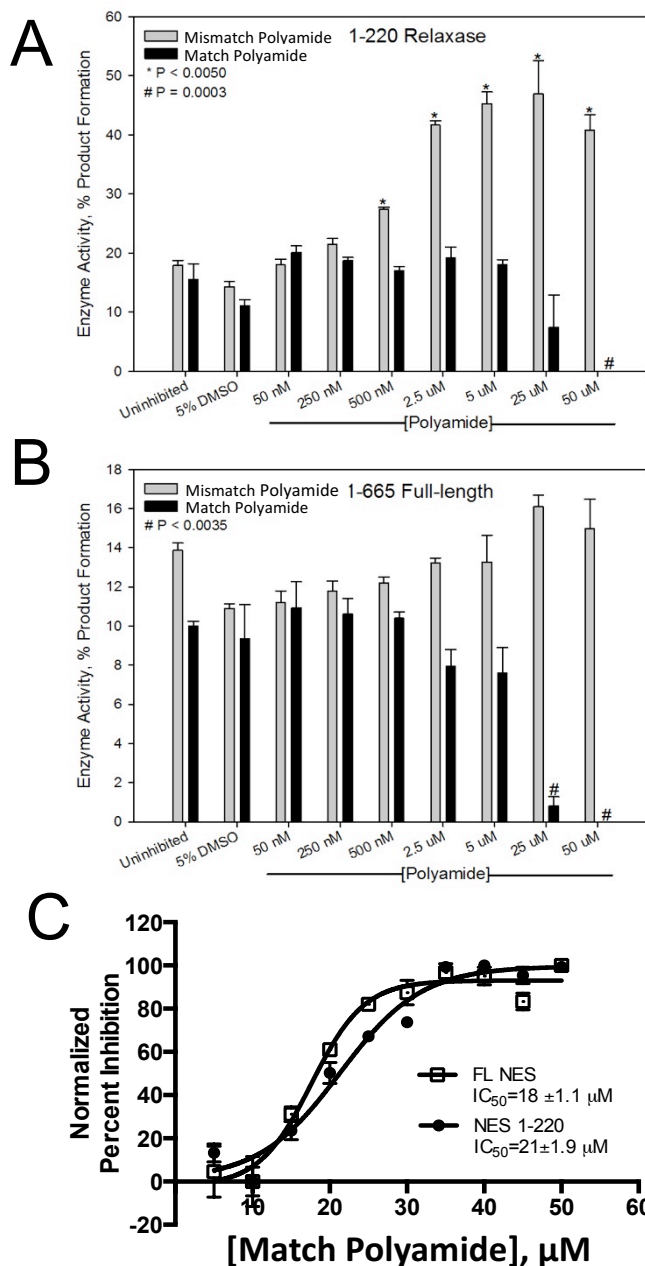 A
Mismatch Polyamide
1-220 Relaxase
Match Polyamide
* P < 0.0050
# P = 0.0003
Enzyme Activity, % Product Formation
60
50
40
30
20
10
0
* * * * *
#
Uninhibited 5% DMSO 50 nM 250 nM 500 nM 2.5 uM 5 uM 25 uM 50 uM
[Polyamide]
B
Mismatch Polyamide
1-665 Full-length
Match Polyamide
# P < 0.0035
Enzyme Activity, % Product Formation
18
16
14
12
10
8
6
4
2
0
# #
Uninhibited 5% DMSO 50 nM 250 nM 500 nM 2.5 uM 5 uM 25 uM 50 uM
[Polyamide]
C
Normalized
Percent Inhibition
120
100
80
60
40
20
0
-20
FL NES
IC50=18 ±1.1 μM
NES 1-220
IC50=21±1.9 μM
10 20 30 40 50 60
[Match Polyamide], μM